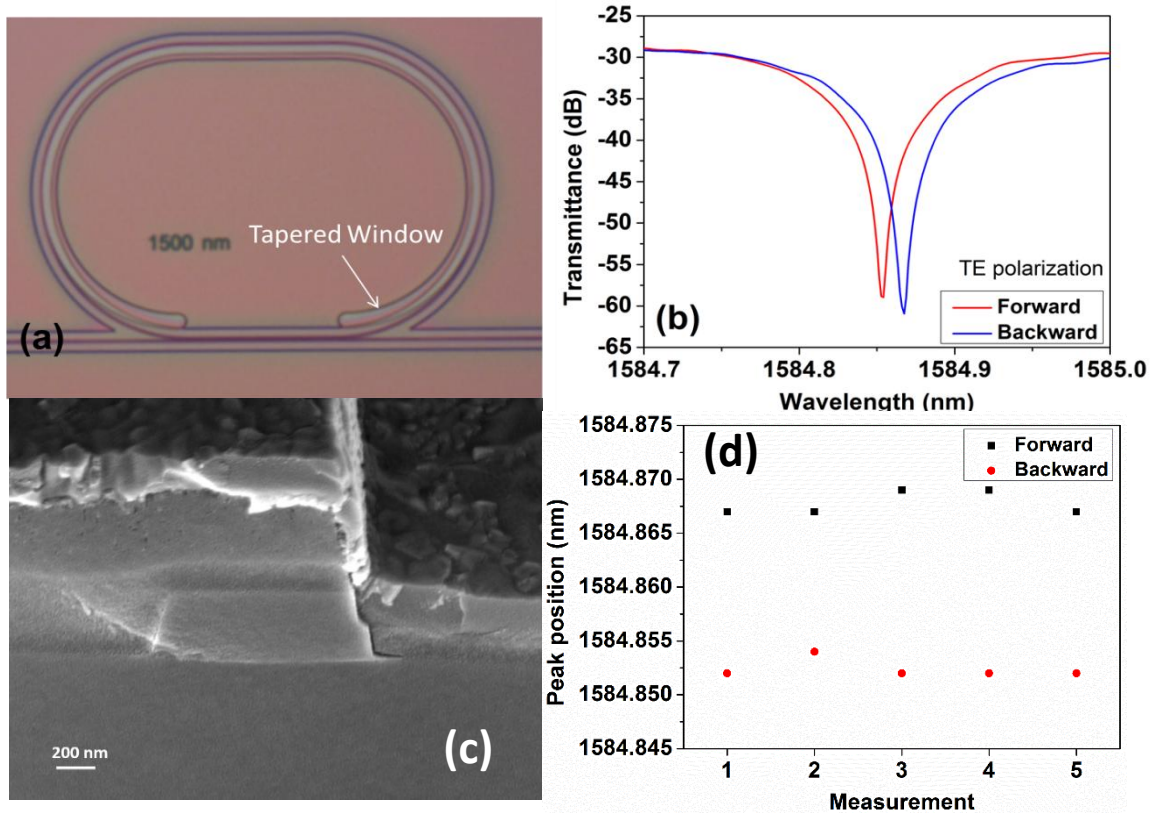 1500 nm
Tapered Window
(a)
Transmittance (dB)
-25
-30
-35
-40
-45
-50
-55
-60
-65
1584.7
1584.8
1584.9
1585.0
Wavelength (nm)
TE polarization
Forward
Backward
(b)
200 nm
(c)
Peak position (nm)
1584.875
1584.870
1584.865
1584.860
1584.855
1584.850
1584.845
1
2
3
4
5
Measurement
(d)
Forward
Backward